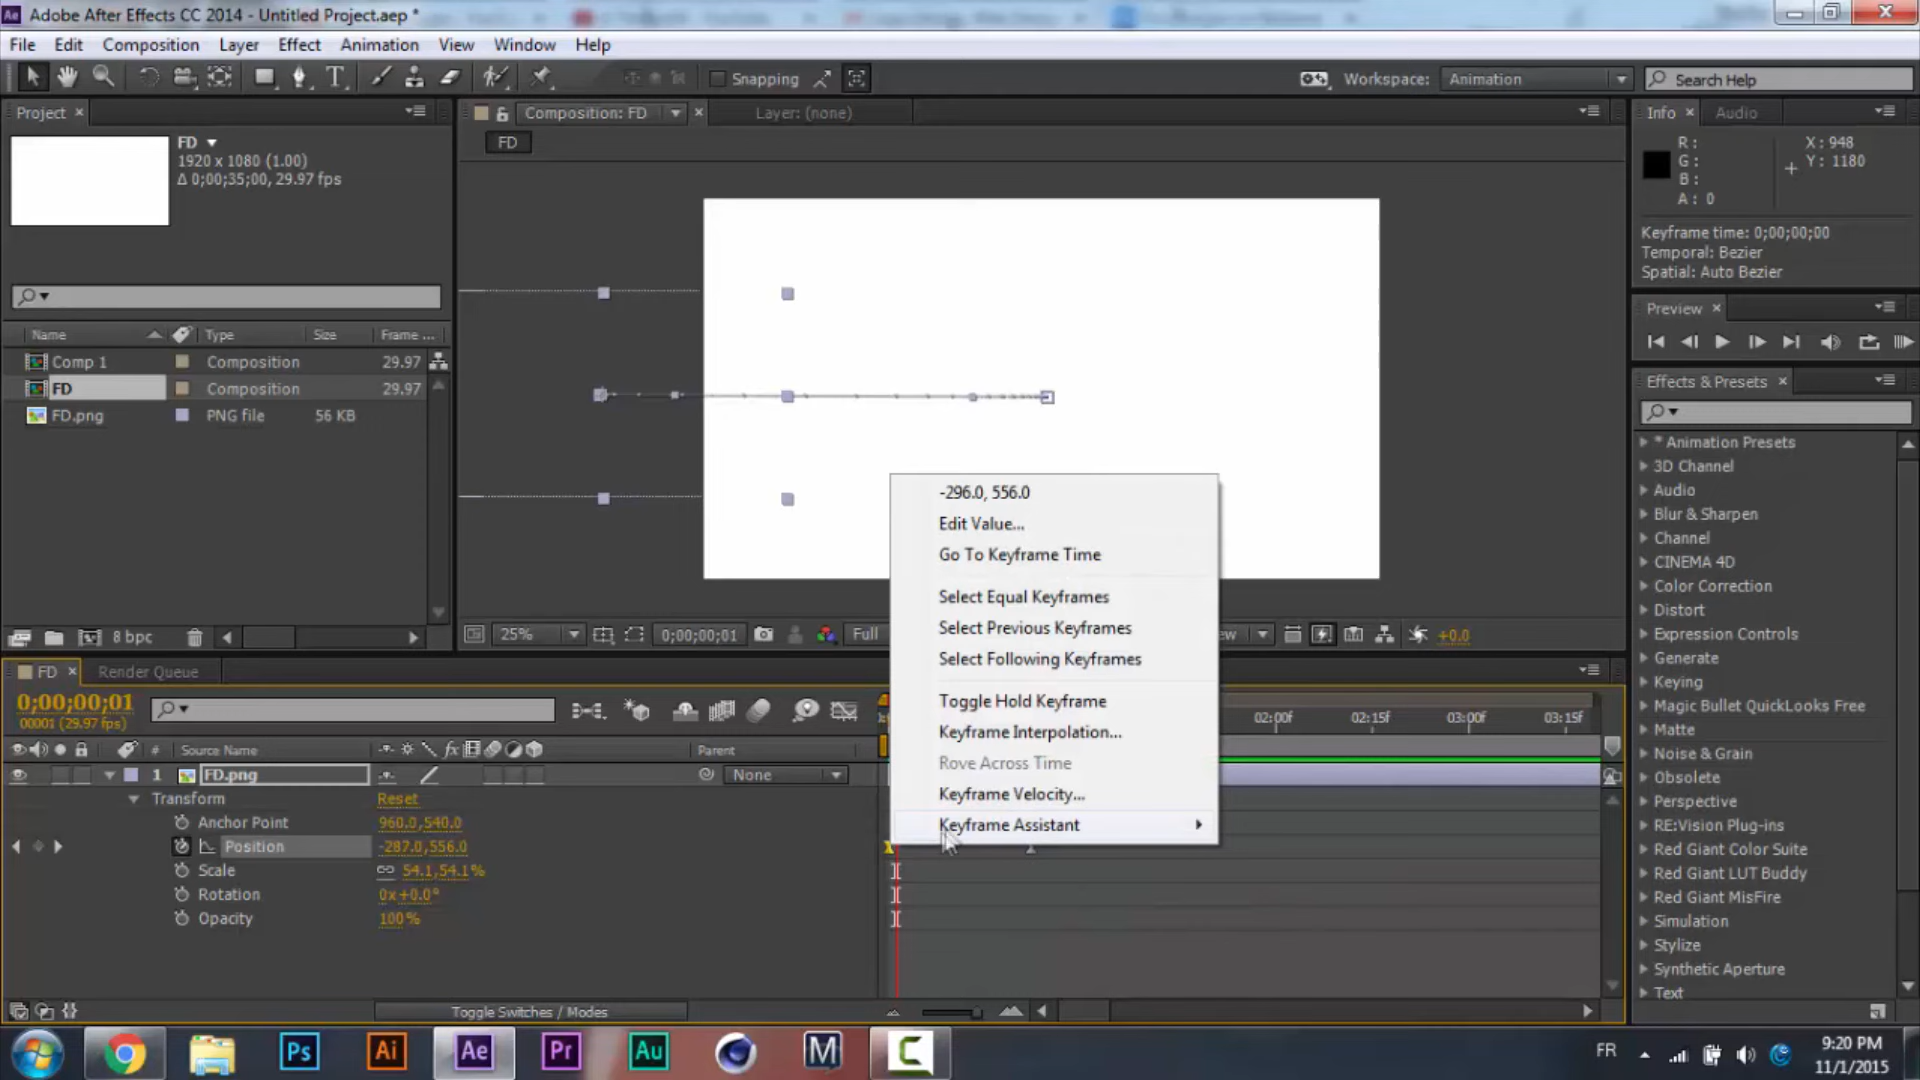 Adobe After Effects CC 2014 - Untitled Project.aep *
File Edit Composition Layer Effect Animation View Window Help
Snapping
Workspace: Animation
Search Help
Project
FD
1920 x 1080 (1.00)
Δ 0;00;35;00, 29.97 fps
Name Type Size Frame ...
Comp 1 Composition 29.97
FD Composition 29.97
FD.png PNG file 56 KB
8 bpc
Composition: FD
Layer: (none)
FD
25%
0;00;00;01
Full
+0.0
Info Audio
R :
G :
B :
A : 0
X : 948
Y : 1180
Keyframe time: 0;00;00;00
Temporal: Bezier
Spatial: Auto Bezier
Preview
Effects & Presets
* Animation Presets
3D Channel
Audio
Blur & Sharpen
Channel
CINEMA 4D
Color Correction
Distort
Expression Controls
Generate
Keying
Magic Bullet QuickLooks Free
Matte
Noise & Grain
Obsolete
Perspective
RE:Vision Plug-ins
Red Giant Color Suite
Red Giant LUT Buddy
Red Giant MisFire
Simulation
Stylize
Synthetic Aperture
Text
-296.0, 556.0
Edit Value...
Go To Keyframe Time
Select Equal Keyframes
Select Previous Keyframes
Select Following Keyframes
Toggle Hold Keyframe
Keyframe Interpolation...
Rove Across Time
Keyframe Velocity...
Keyframe Assistant
FD
Render Queue
0;00;00;01
00001 (29.97 fps)
02:00f 02:15f 03:00f 03:15f
# Source Name Parent
1 FD.png None
Transform Reset
Anchor Point 960.0,540.0
Position -287.0,556.0
Scale 54.1,54.1%
Rotation 0x+0.0°
Opacity 100%
Toggle Switches / Modes
Ps Ai Ae Pr Au M C
FR
9:20 PM
11/1/2015